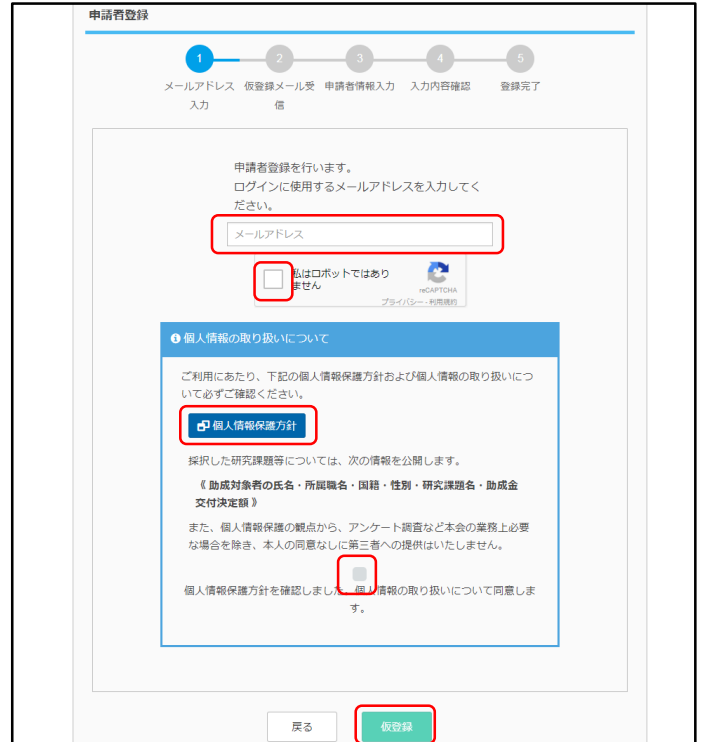 申請者登録
1 2 3 4 5
メールアドレス入力
仮登録メール受信
申請者情報入力
入力内容確認
登録完了
申請者登録を行います。
ログインに使用するメールアドレスを入力してく
ださい。
メールアドレス
私はロボットではあり
ません
reCAPTCHA
プライバシー - 利用規約
個人情報の取り扱いについて
ご利用にあたり、下記の個人情報保護方針および個人情報の取り扱いにつ
いて必ずご確認ください。
個人情報保護方針
採択した研究課題等については、次の情報を公開します。
《 助成対象者の氏名・所属職名・国籍・性別・研究課題名・助成金
交付決定額 》
また、個人情報保護の観点から、アンケート調査など本会の業務上必要
な場合を除き、本人の同意なしに第三者への提供はいたしません。
個人情報保護方針を確認しました。個人情報の取り扱いについて同意しま
す。
戻る
仮登録